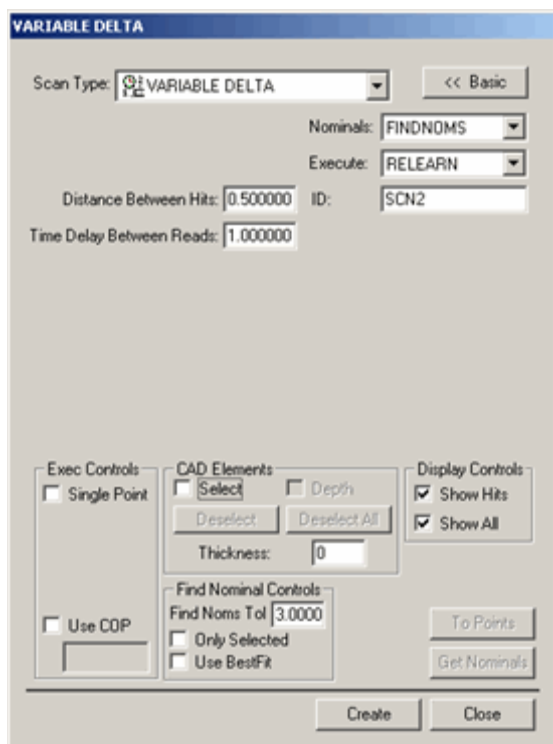 VARIABLE DELTA
Scan Type: VARIABLE DELTA << Basic
Nominals: FINDNOMS
Execute: RELEARN
Distance Between Hits: 0.500000 ID: SCN2
Time Delay Between Reads: 1.000000
Exec Controls CAD Elements Display Controls
Single Point Select Depth Show Hits
Deselect Deselect All Show All
Thickness: 0
Find Nominal Controls
Find Noms Tol 3.0000
Use COP Only Selected To Points
Use BestFit Get Nominals
Create Close